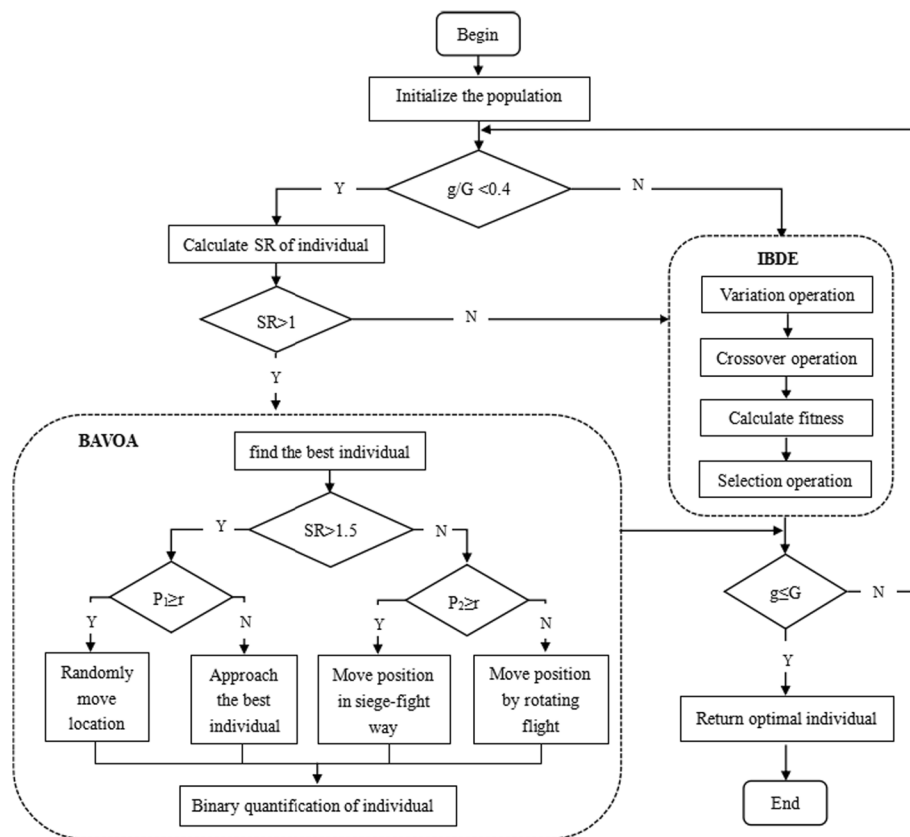 Begin
Initialize the population
g/G <0.4
Y
N
Calculate SR of individual
SR>1
N
Y
IBDE
Variation operation
Crossover operation
Calculate fitness
Selection operation
BAVOA
find the best individual
SR>1.5
Y
N
P₁≥r
Y
N
P₂≥r
Y
N
Randomly
move
location
Approach
the best
individual
Move position
in siege-fight
way
Move position
by rotating
flight
Binary quantification of individual
g≤G
N
Y
Return optimal individual
End